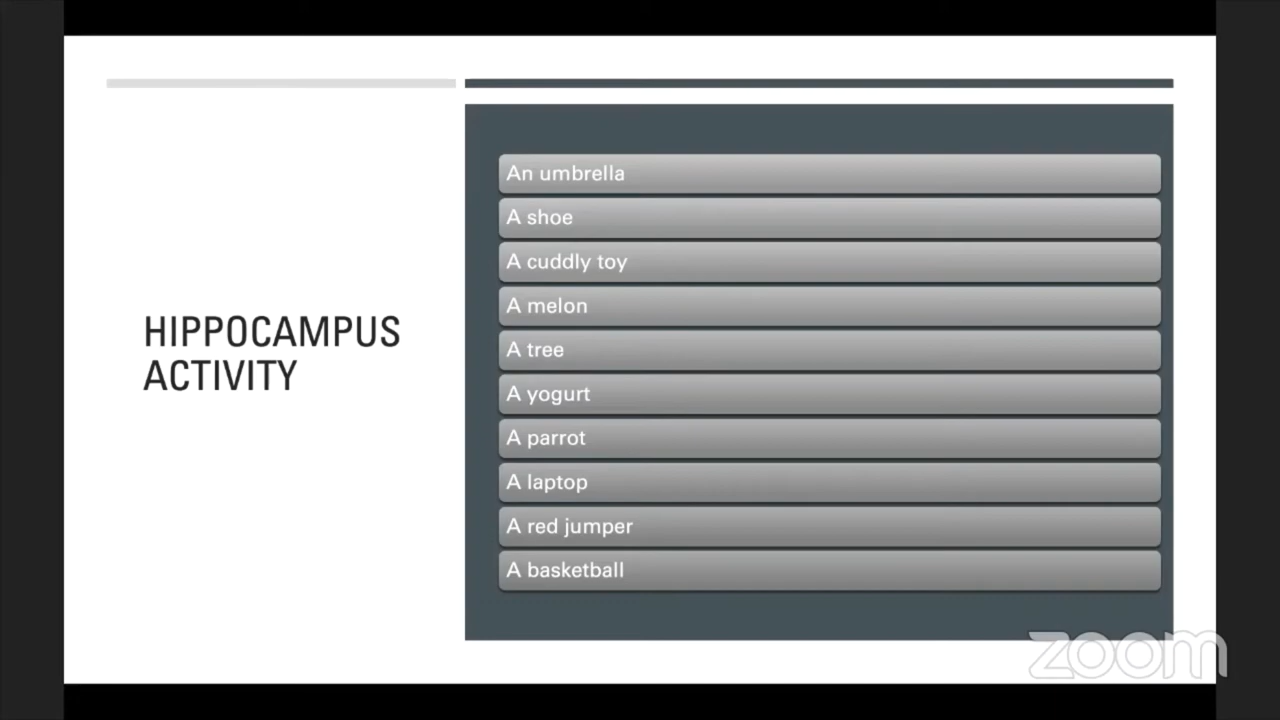 HIPPOCAMPUS
ACTIVITY
An umbrella
A shoe
A cuddly toy
A melon
A tree
A yogurt
A parrot
A laptop
A red jumper
A basketball
zoom